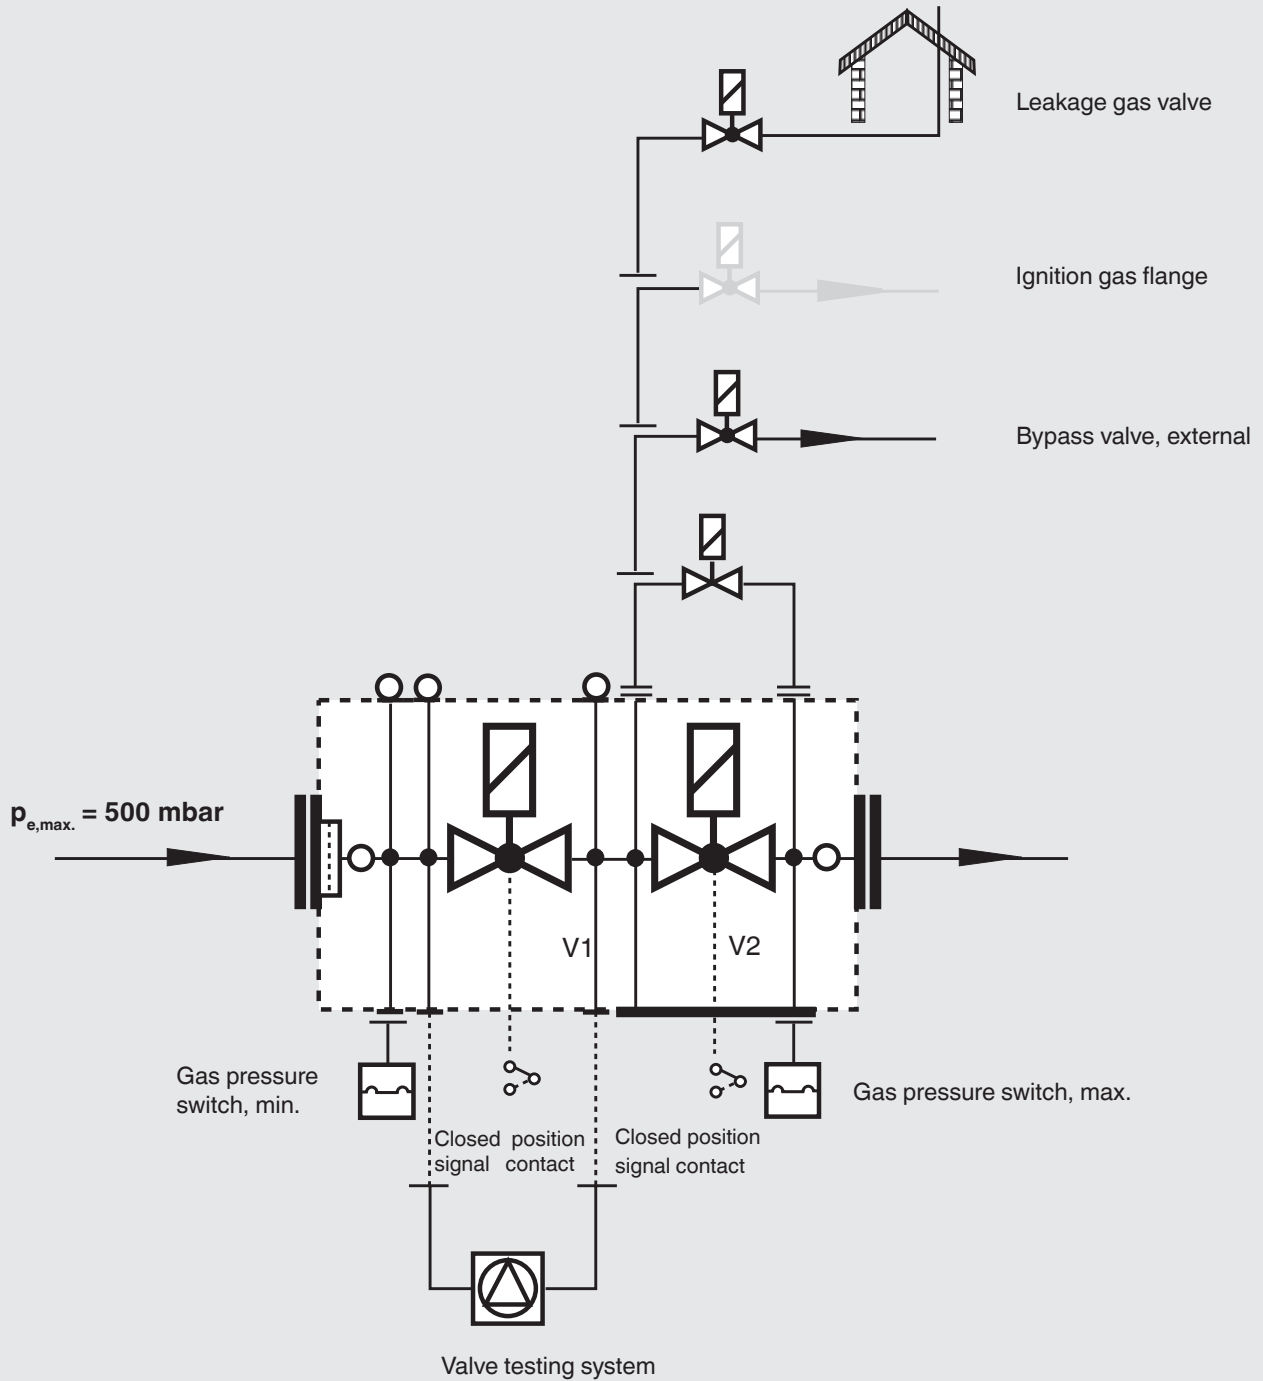 Leakage gas valve
Ignition gas flange
Bypass valve, external
pe,max. = 500 mbar
V1
V2
Gas pressure
switch, min.
Gas pressure switch, max.
Closed position
signal contact
Closed position
signal contact
Valve testing system